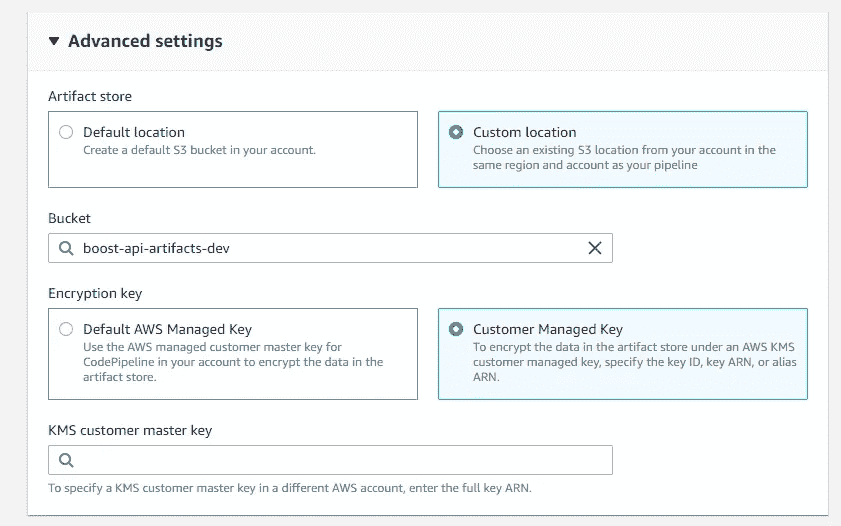 Advanced settings
Artifact store
Default location
Create a default S3 bucket in your account.
Custom location
Choose an existing S3 location from your account in the
same region and account as your pipeline
Bucket
boost-api-artifacts-dev
Encryption key
Default AWS Managed Key
Use the AWS managed customer master key for
CodePipeline in your account to encrypt the data in the
artifact store.
Customer Managed Key
To encrypt the data in the artifact store under an AWS KMS
customer managed key, specify the key ID, key ARN, or alias
ARN.
KMS customer master key
To specify a KMS customer master key in a different AWS account, enter the full key ARN.